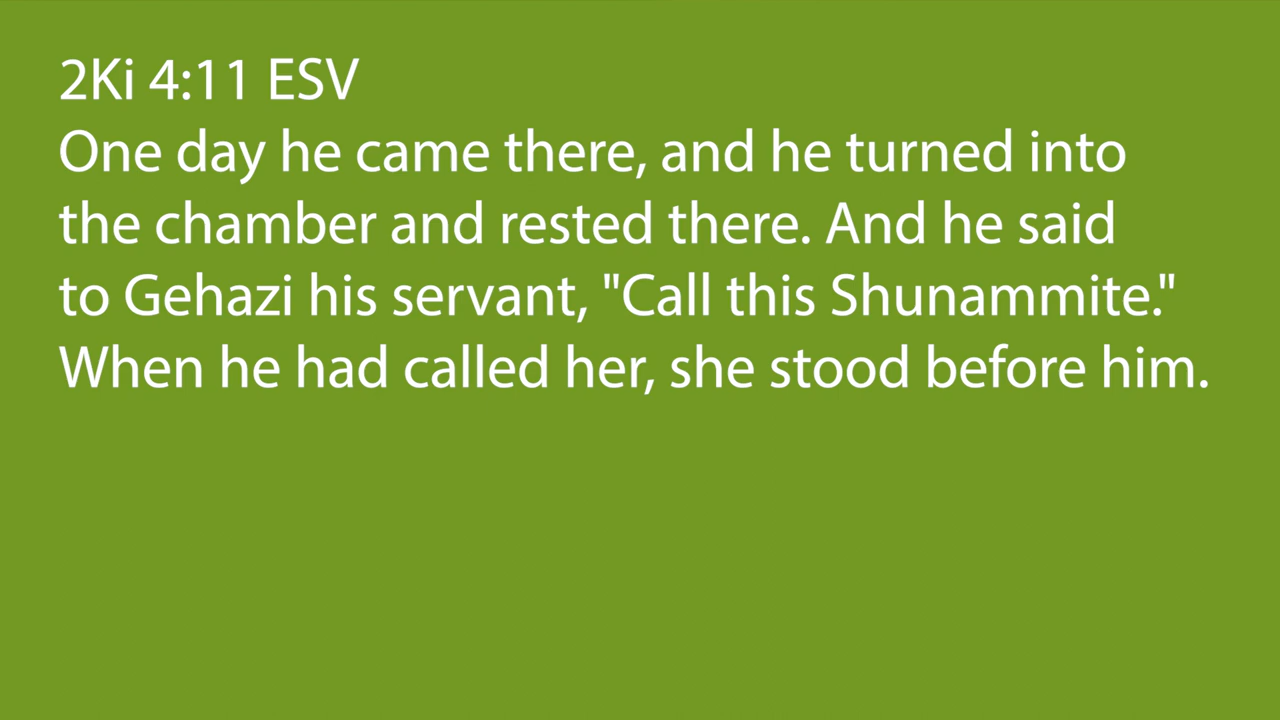 2Ki 4:11 ESV
One day he came there, and he turned into
the chamber and rested there. And he said
to Gehazi his servant, "Call this Shunammite."
When he had called her, she stood before him.